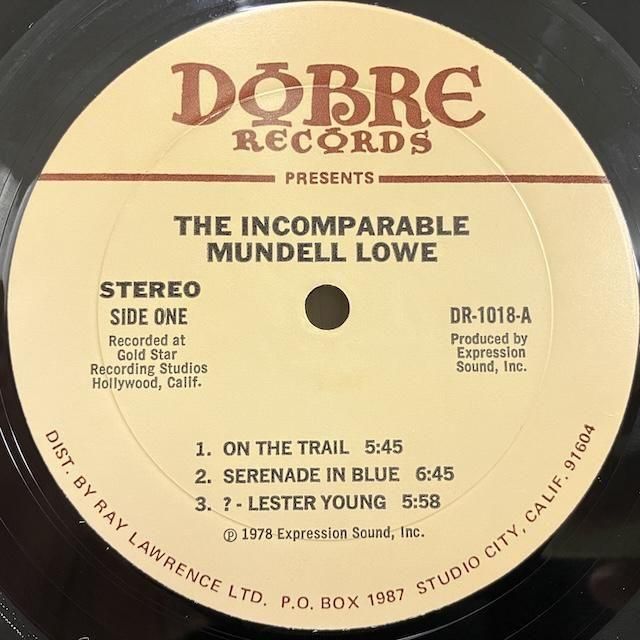 DOBRE
RECORDS
PRESENTS
THE INCOMPARABLE
MUNDELL LOWE
STEREO
SIDE ONE
Recorded at
Gold Star
Recording Studios
Hollywood, Calif.
DR-1018-A
Produced by
Expression
Sound, Inc.
1. ON THE TRAIL 5:45
2. SERENADE IN BLUE 6:45
3. ? - LESTER YOUNG 5:58
℗ 1978 Expression Sound, Inc.
DIST. BY RAY LAWRENCE LTD. P.O. BOX 1987 STUDIO CITY, CALIF. 91604